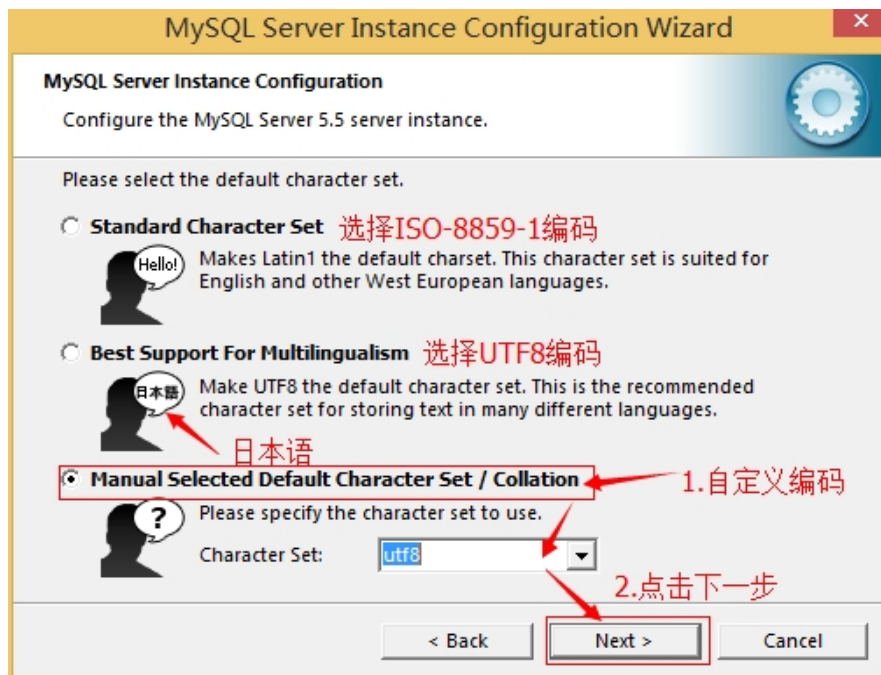 MySQL Server Instance Configuration Wizard
×
MySQL Server Instance Configuration
Configure the MySQL Server 5.5 server instance.
Please select the default character set.
Standard Character Set 选择ISO-8859-1编码
Hello!
Makes Latin1 the default charset. This character set is suited for
English and other West European languages.
Best Support For Multilingualism 选择UTF8编码
日本語
Make UTF8 the default character set. This is the recommended
character set for storing text in many different languages.
日本语
Manual Selected Default Character Set / Collation
1.自定义编码
?
Please specify the character set to use.
Character Set: utf8
2.点击下一步
< Back Next > Cancel